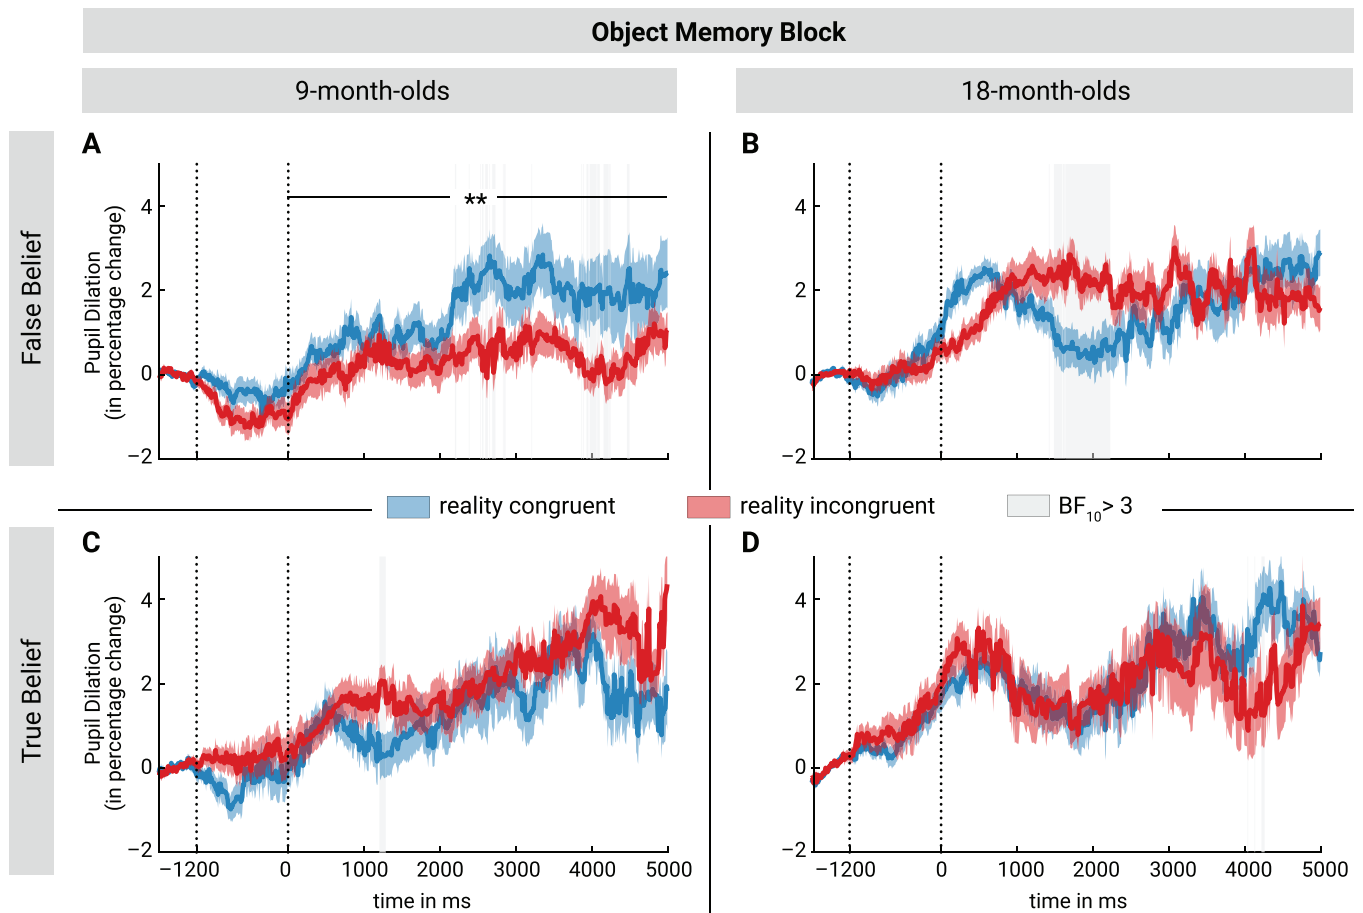 Object Memory Block
9-month-olds
18-month-olds
False Belief
A
Pupil Dilation
(in percentage change)
4
2
0
−2
**
B
4
2
0
−2
reality congruent
reality incongruent
BF10> 3
True Belief
C
Pupil Dilation
(in percentage change)
4
2
0
−2
−1200 0 1000 2000 3000 4000 5000
time in ms
D
4
2
0
−2
−1200 0 1000 2000 3000 4000 5000
time in ms